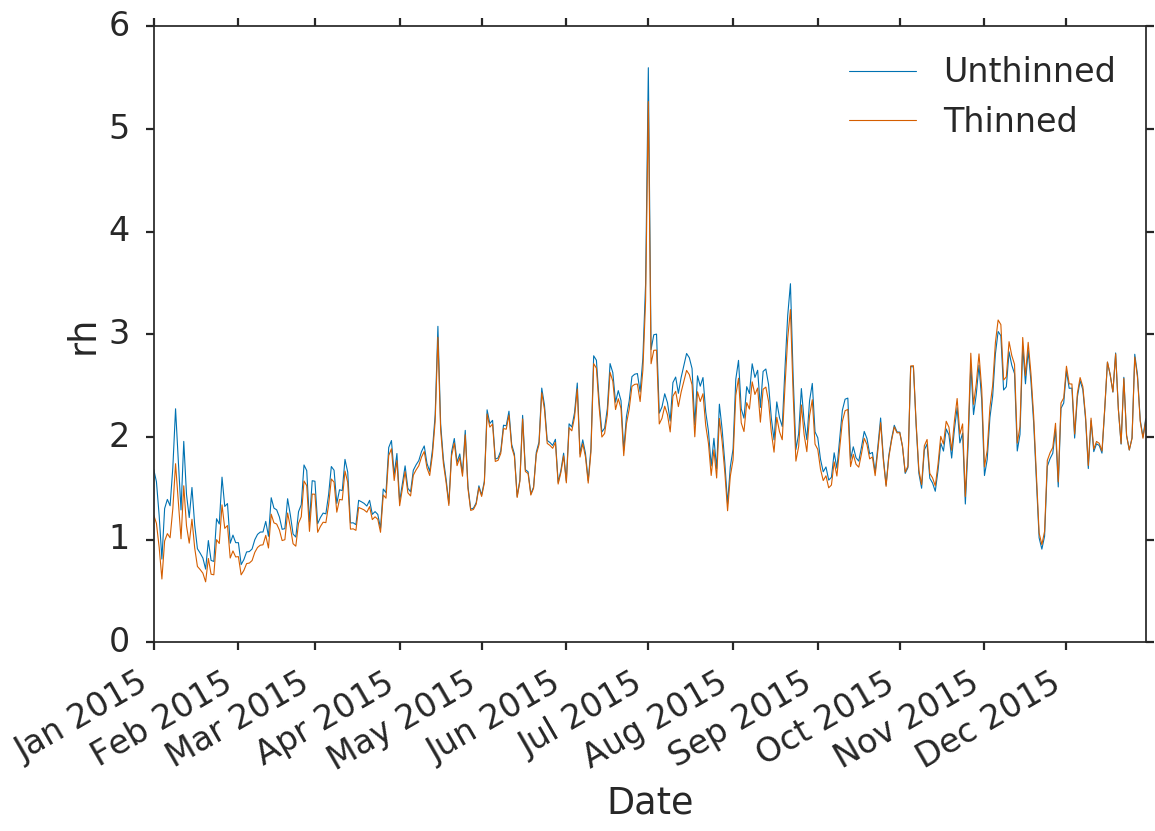 6
5
4
3
2
1
0
rh
Unthinned
Thinned
Jan 2015
Feb 2015
Mar 2015
Apr 2015
May 2015
Jun 2015
Jul 2015
Aug 2015
Sep 2015
Oct 2015
Nov 2015
Dec 2015
Date